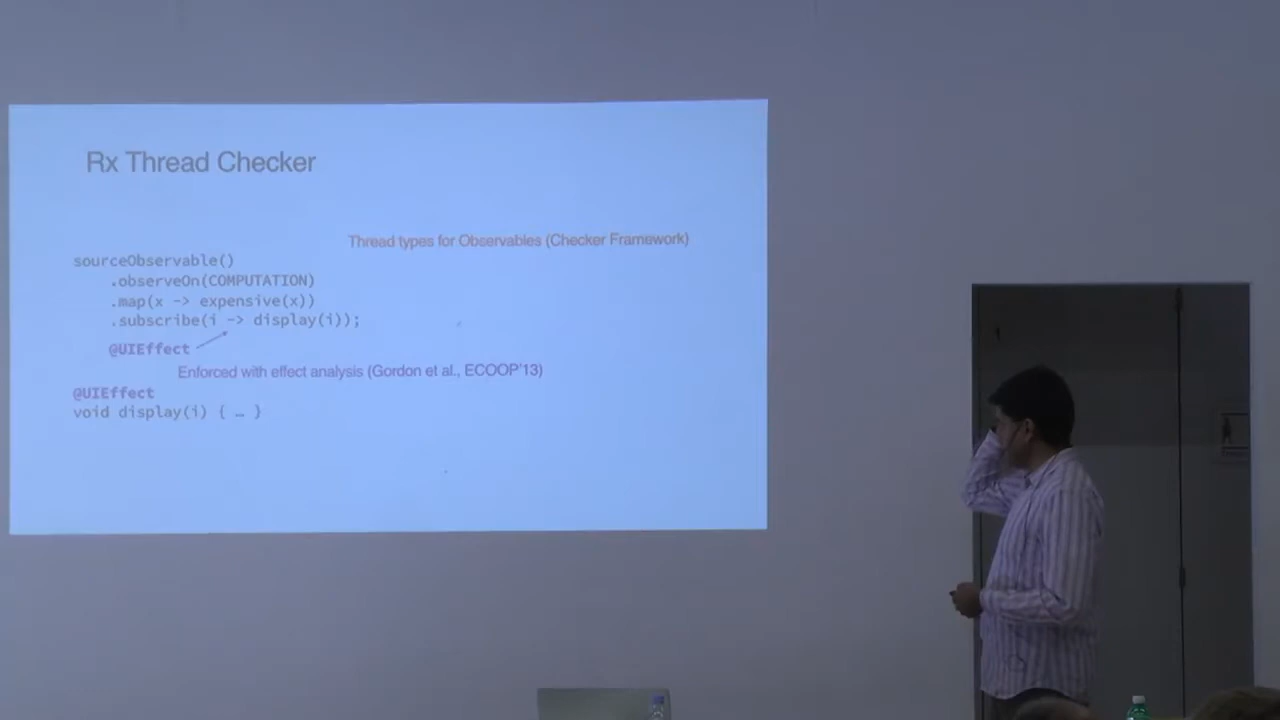 Rx Thread Checker
Thread types for Observables (Checker Framework)
sourceObservable()
.observeOn(COMPUTATION)
.map(x -> expensive(x))
.subscribe(i -> display(i));
@UIEffect
Enforced with effect analysis (Gordon et al., ECOOP'13)
@UIEffect
void display(i) { … }